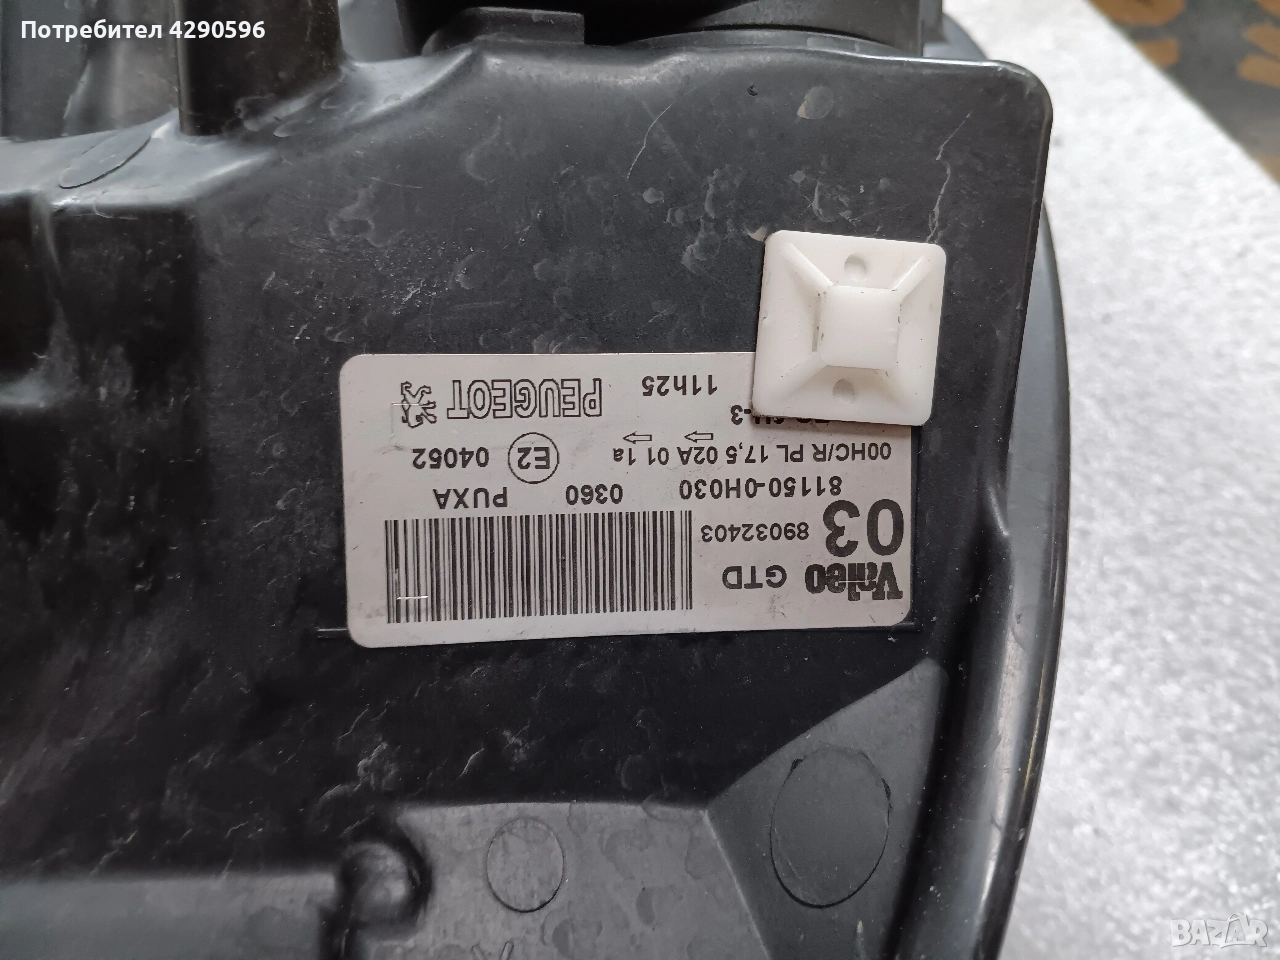 Потребител 4290596
Valeo GTD
03 89032403
81150-0H030 0360 PUXA
00HC/R PL 17,5 02A 01 1a E2 04052
11h25 PEUGEOT
BAZAR